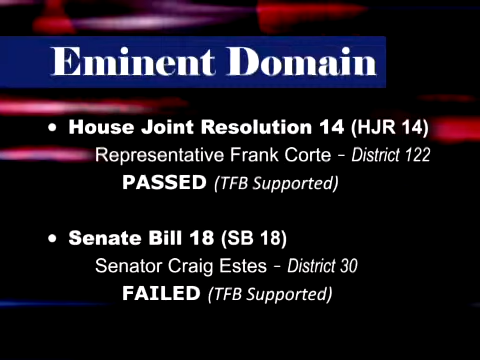 Eminent Domain
• House Joint Resolution 14 (HJR 14)
Representative Frank Corte – District 122
PASSED (TFB Supported)
• Senate Bill 18 (SB 18)
Senator Craig Estes – District 30
FAILED (TFB Supported)